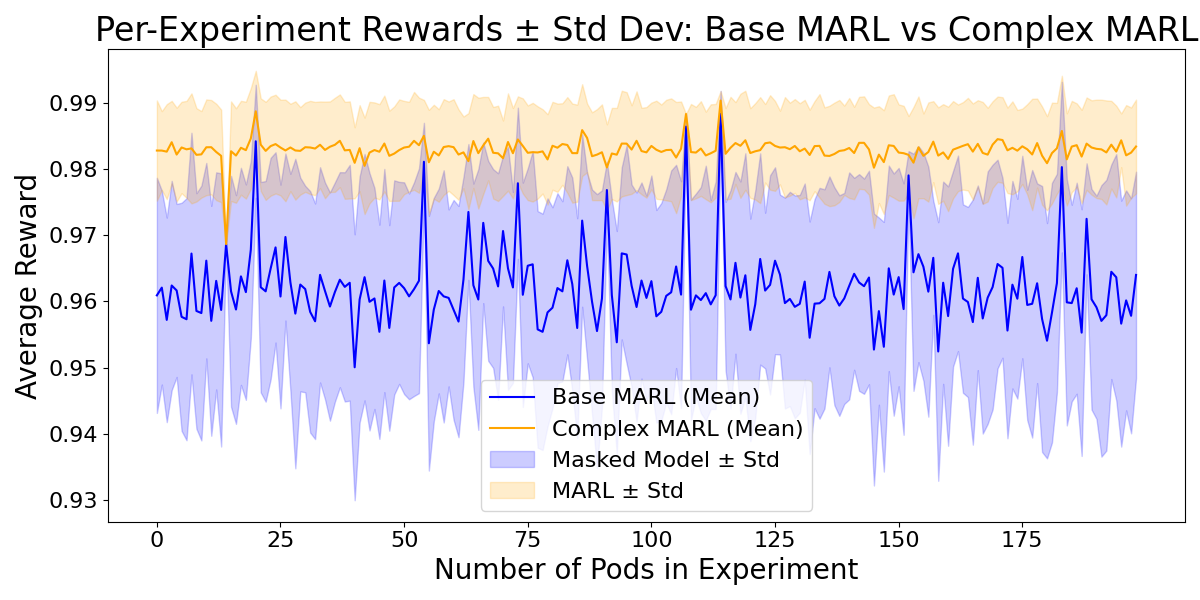 Per-Experiment Rewards ± Std Dev: Base MARL vs Complex MARL
Average Reward
0.99
0.98
0.97
0.96
0.95
0.94
0.93
Base MARL (Mean)
Complex MARL (Mean)
Masked Model ± Std
MARL ± Std
0 25 50 75 100 125 150 175
Number of Pods in Experiment